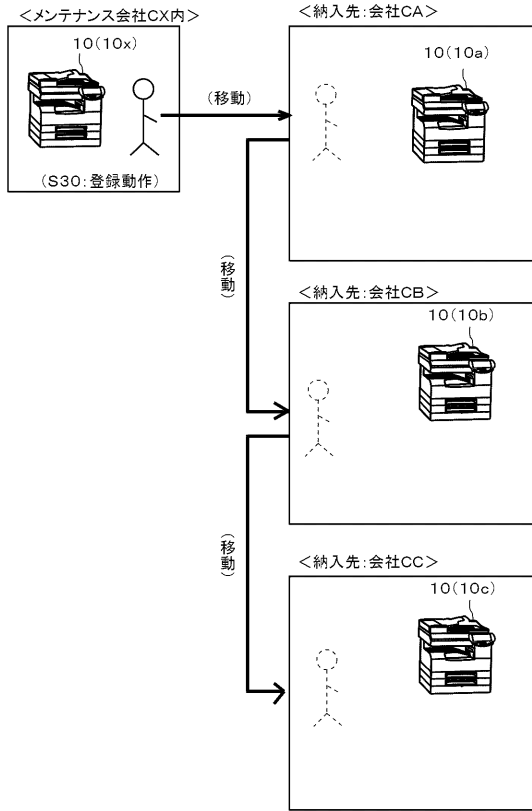 ＜メンテナンス会社CX内＞
10(10x)
(S30:登録動作)
(移動)
＜納入先:会社CA＞
10(10a)
(移動)
＜納入先:会社CB＞
10(10b)
(移動)
＜納入先:会社CC＞
10(10c)